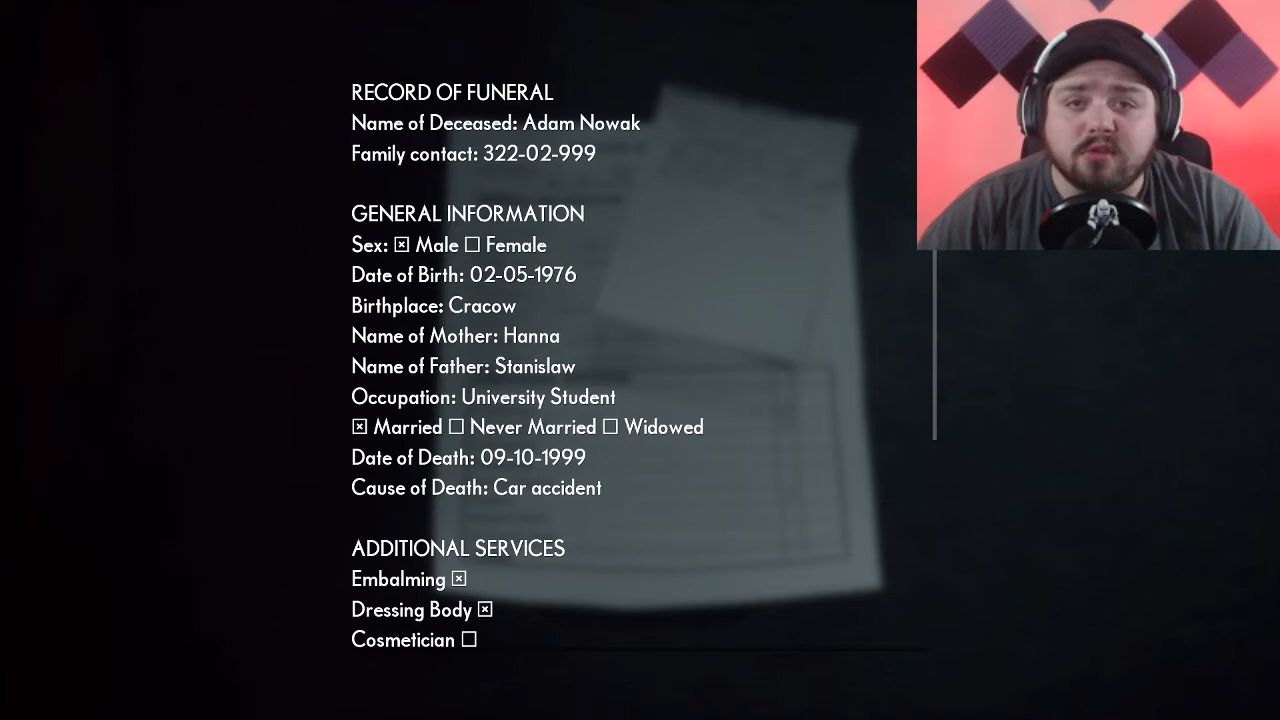 RECORD OF FUNERAL
Name of Deceased: Adam Nowak
Family contact: 322-02-999
GENERAL INFORMATION
Sex: ☒ Male ☐ Female
Date of Birth: 02-05-1976
Birthplace: Cracow
Name of Mother: Hanna
Name of Father: Stanislaw
Occupation: University Student
☒ Married ☐ Never Married ☐ Widowed
Date of Death: 09-10-1999
Cause of Death: Car accident
ADDITIONAL SERVICES
Embalming ☒
Dressing Body ☒
Cosmetician ☐